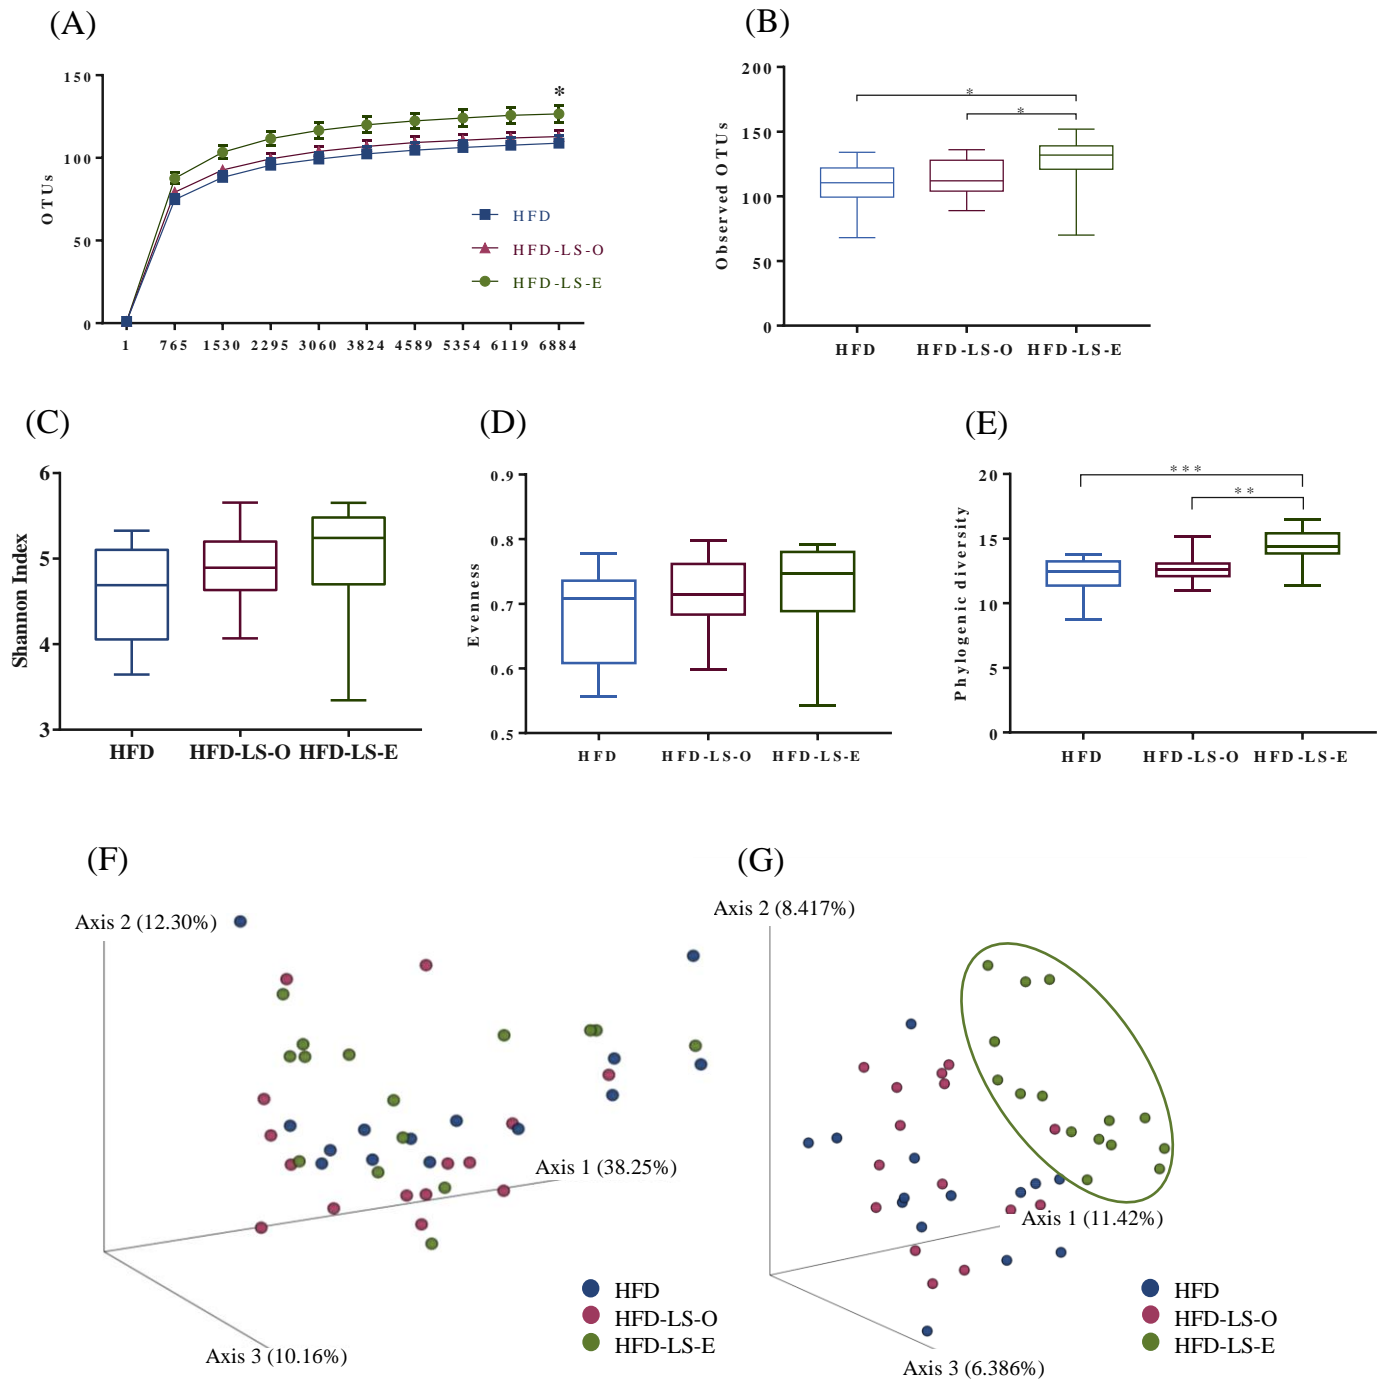 (A)
150
100
50
0
OTUs
*
HFD
HFD-LS-O
HFD-LS-E
1 765 1530 2295 3060 3824 4589 5354 6119 6884
(B)
200
150
100
50
0
Observed OTUs
*
*
HFD HFD-LS-O HFD-LS-E
(C)
6
5
4
3
Shannon Index
HFD HFD-LS-O HFD-LS-E
(D)
0.9
0.8
0.7
0.6
0.5
Evenness
HFD HFD-LS-O HFD-LS-E
(E)
20
15
10
5
0
Phylogenic diversity
***
**
HFD HFD-LS-O HFD-LS-E
(F)
Axis 2 (12.30%)
Axis 1 (38.25%)
Axis 3 (10.16%)
HFD
HFD-LS-O
HFD-LS-E
(G)
Axis 2 (8.417%)
Axis 1 (11.42%)
Axis 3 (6.386%)
HFD
HFD-LS-O
HFD-LS-E